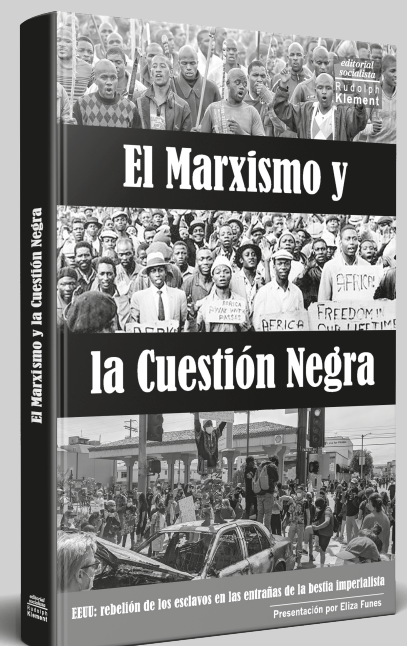 editorial
socialista
Rudolph
Klement
El Marxismo y
AFRICA
FREEDOM IN
OUR LIFETIME
AFRICA
la Cuestión Negra
EEUU: rebelión de los esclavos en las entrañas de la bestia imperialista
Presentación por Eliza Funes
El Marxismo y la Cuestión Negra
editorial
socialista
Rudolph
Klement